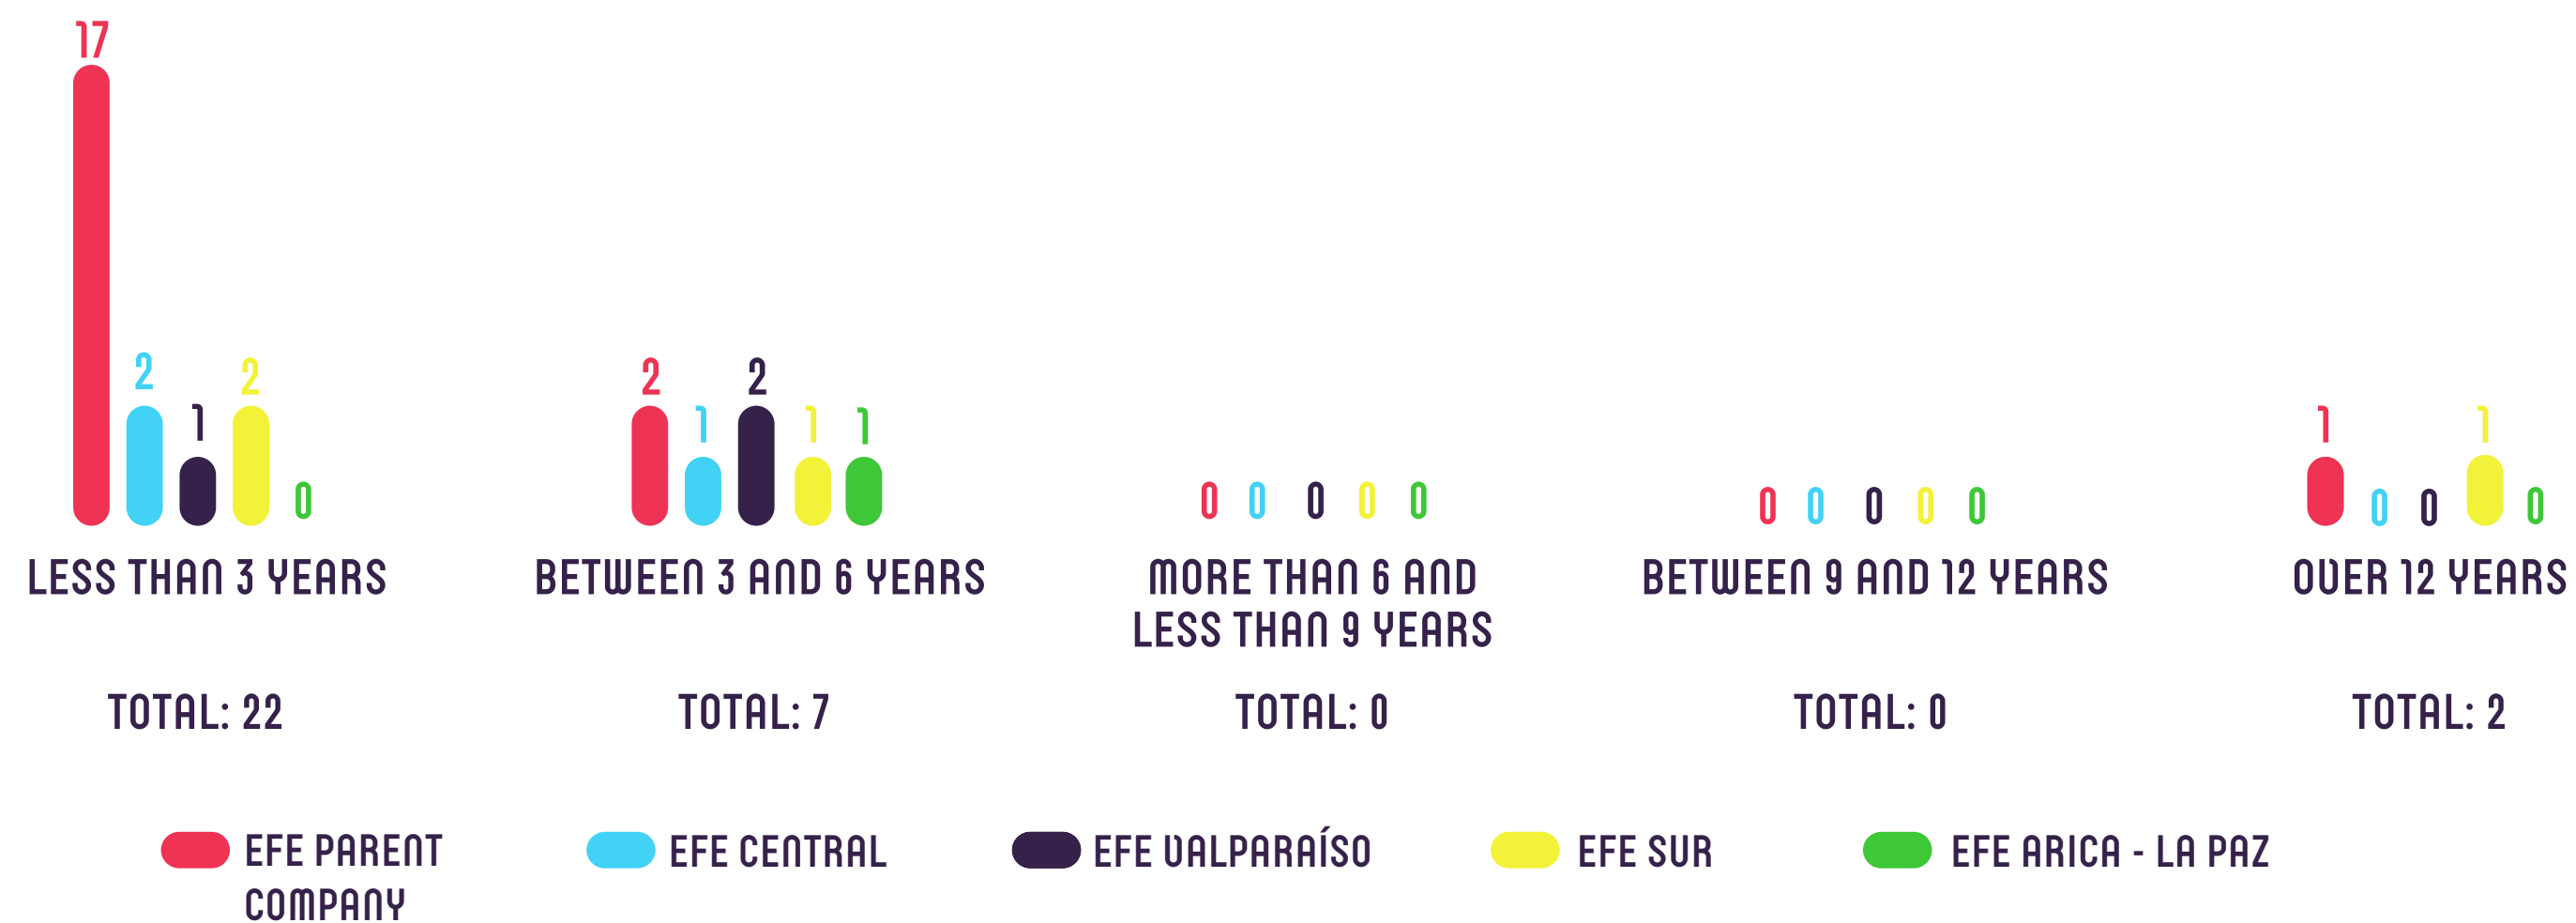 17
2
1
2
0
2
1
2
1
1
0 0 0 0 0
0 0 0 0 0
1
0
0
1
0
LESS THAN 3 YEARS
BETWEEN 3 AND 6 YEARS
MORE THAN 6 AND
LESS THAN 9 YEARS
BETWEEN 9 AND 12 YEARS
OVER 12 YEARS
TOTAL: 22
TOTAL: 7
TOTAL: 0
TOTAL: 0
TOTAL: 2
EFE PARENT
COMPANY
EFE CENTRAL
EFE VALPARAÍSO
EFE SUR
EFE ARICA - LA PAZ